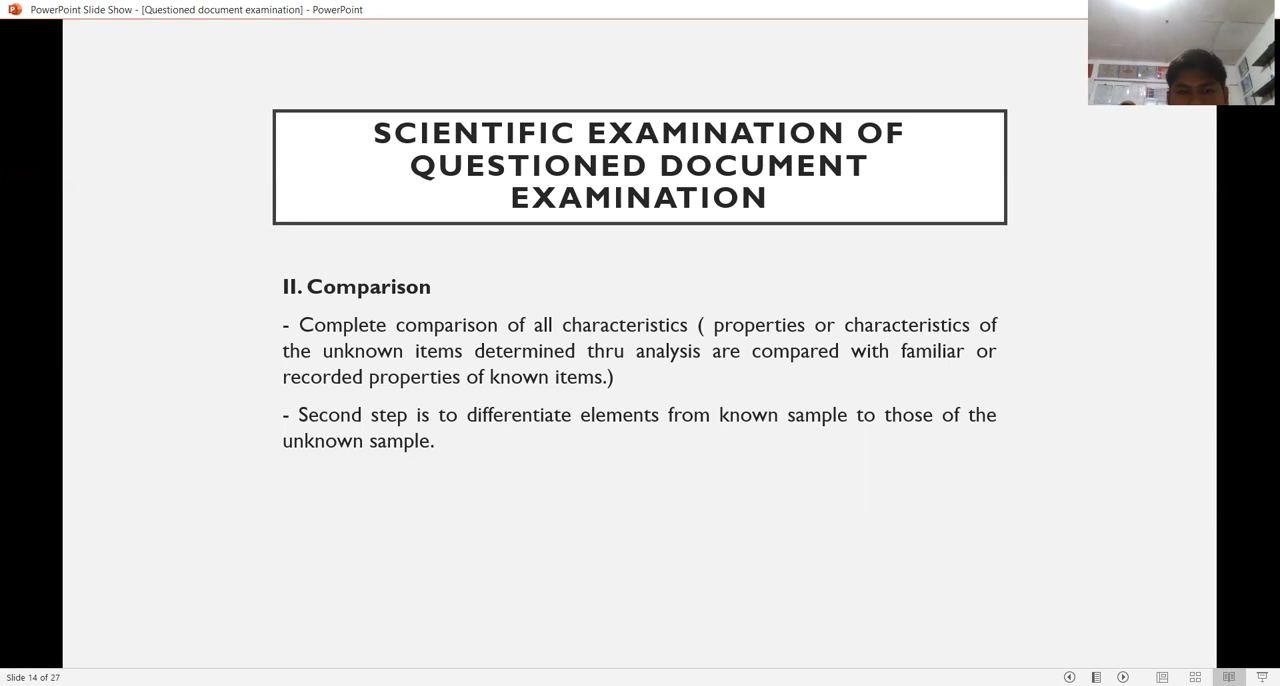 PowerPoint Slide Show - [Questioned document examination] - PowerPoint
SCIENTIFIC EXAMINATION OF
QUESTIONED DOCUMENT
EXAMINATION
II. Comparison
- Complete comparison of all characteristics ( properties or characteristics of
the unknown items determined thru analysis are compared with familiar or
recorded properties of known items.)
- Second step is to differentiate elements from known sample to those of the
unknown sample.
Slide 14 of 27